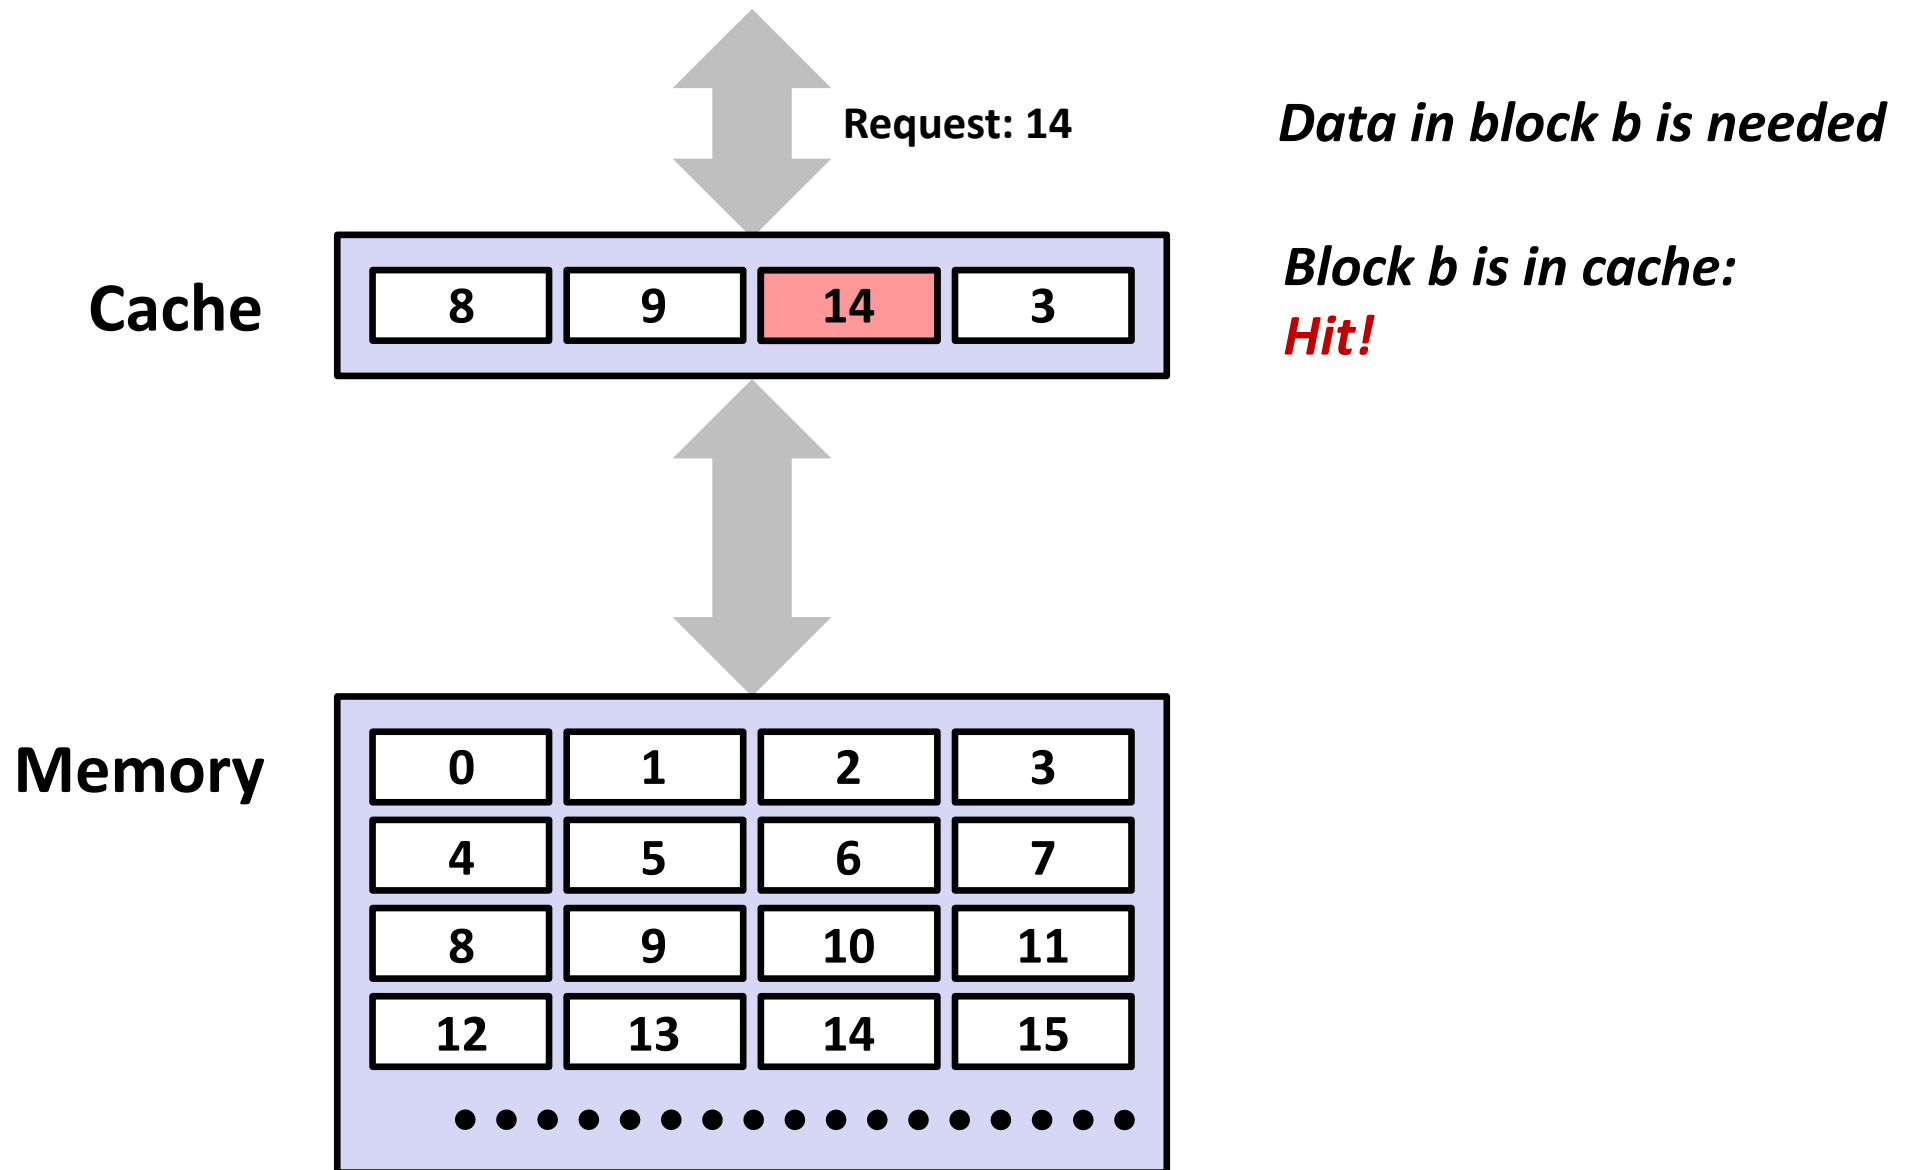 Request: 14
Data in block b is needed
Cache
8 9 14 3
Block b is in cache:
Hit!
Memory
0 1 2 3
4 5 6 7
8 9 10 11
12 13 14 15